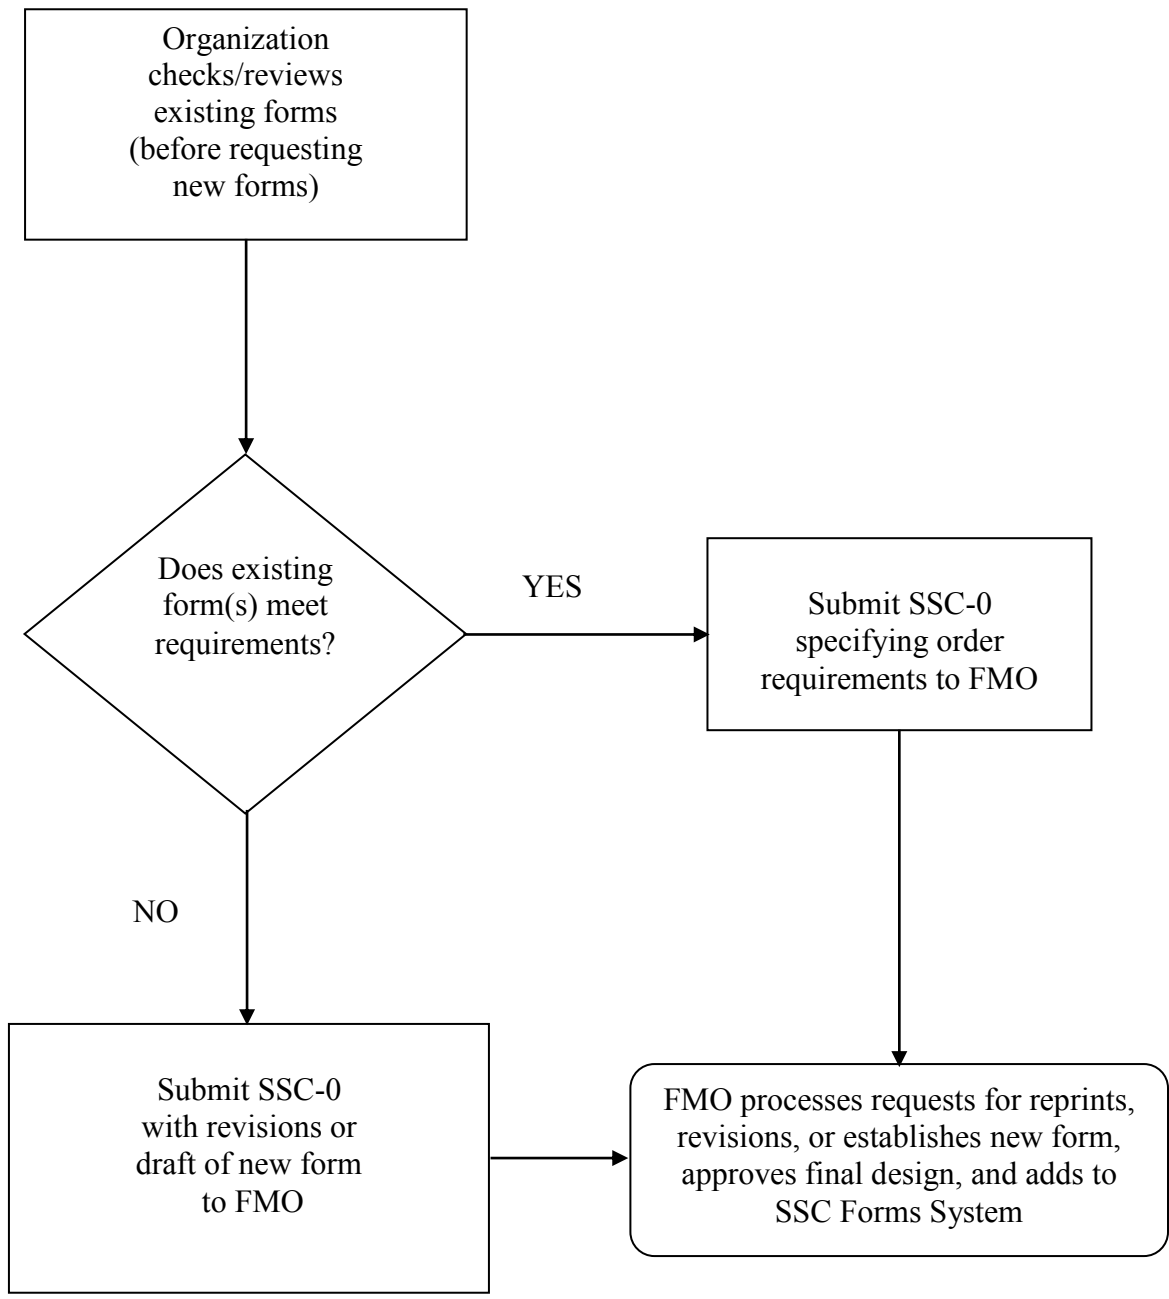 Organization
checks/reviews
existing forms
(before requesting
new forms)
Does existing
form(s) meet
requirements?
YES
Submit SSC-0
specifying order
requirements to FMO
NO
Submit SSC-0
with revisions or
draft of new form
to FMO
FMO processes requests for reprints,
revisions, or establishes new form,
approves final design, and adds to
SSC Forms System